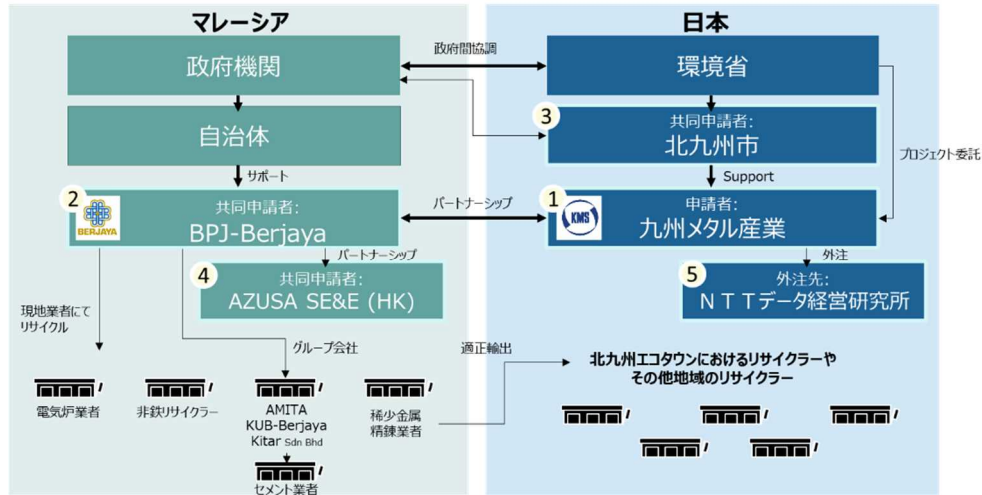 マレーシア
日本
政府機関
政府間協調
環境省
自治体
3
共同申請者:
北九州市
プロジェクト委託
サポート
Support
2
BERJAYA
共同申請者:
BPJ-Berjaya
パートナーシップ
1
KMS
申請者:
九州メタル産業
パートナーシップ
外注
4
共同申請者:
AZUSA SE&E (HK)
5
外注先:
NTTデータ経営研究所
現地業者にて
リサイクル
グループ会社
適正輸出
北九州エコタウンにおけるリサイクラーや
その他地域のリサイクラー
電気炉業者
非鉄リサイクラー
AMITA
KUB-Berjaya
Kitar Sdn Bhd
稀少金属
精錬業者
セメント業者